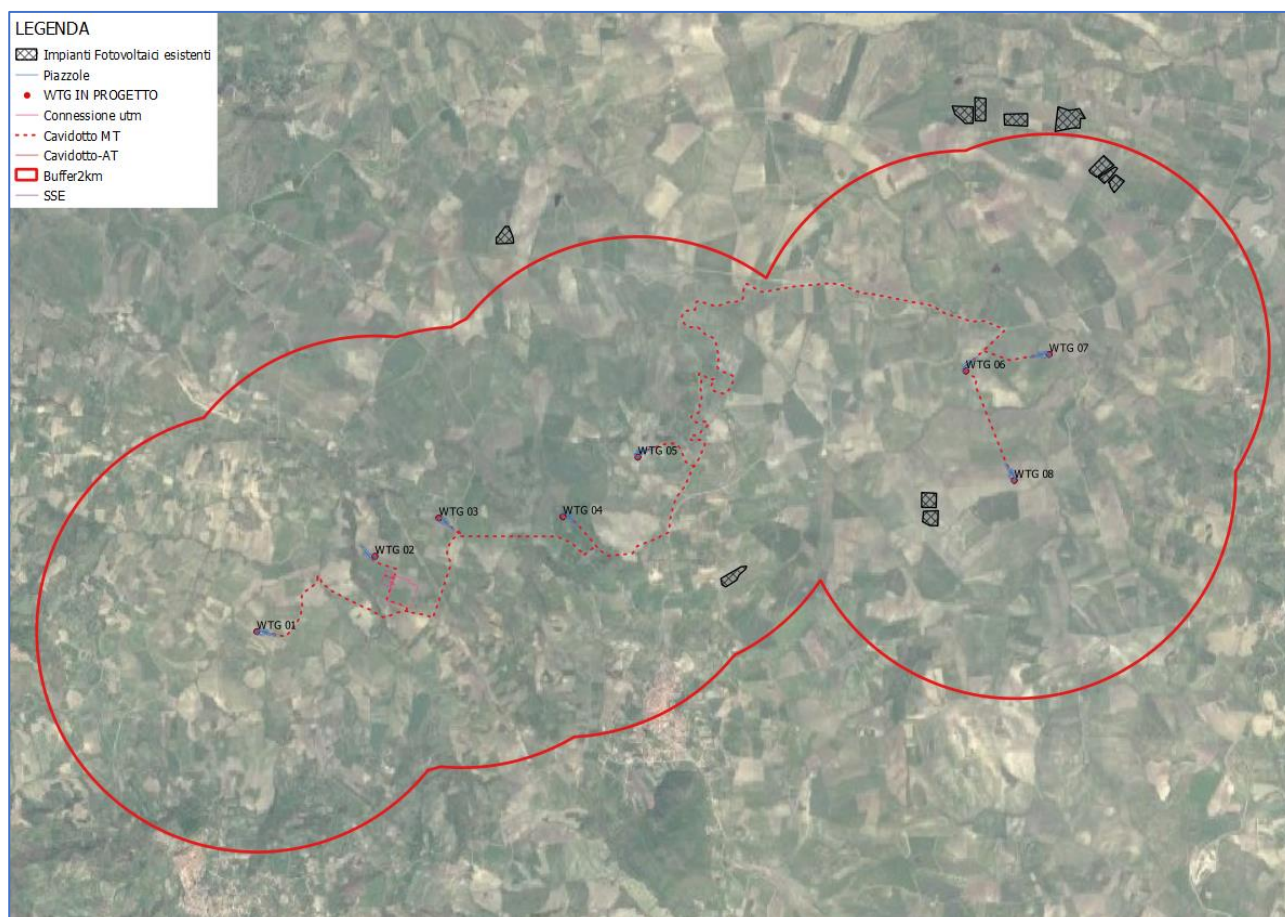 LEGENDA
Impianti Fotovoltaici esistenti
Piazzole
WTG IN PROGETTO
Connessione utm
Cavidotto MT
Cavidotto-AT
Buffer2km
SSE
WTG 07
WTG 06
WTG 05
WTG 08
WTG 03
WTG 04
WTG 02
WTG 01